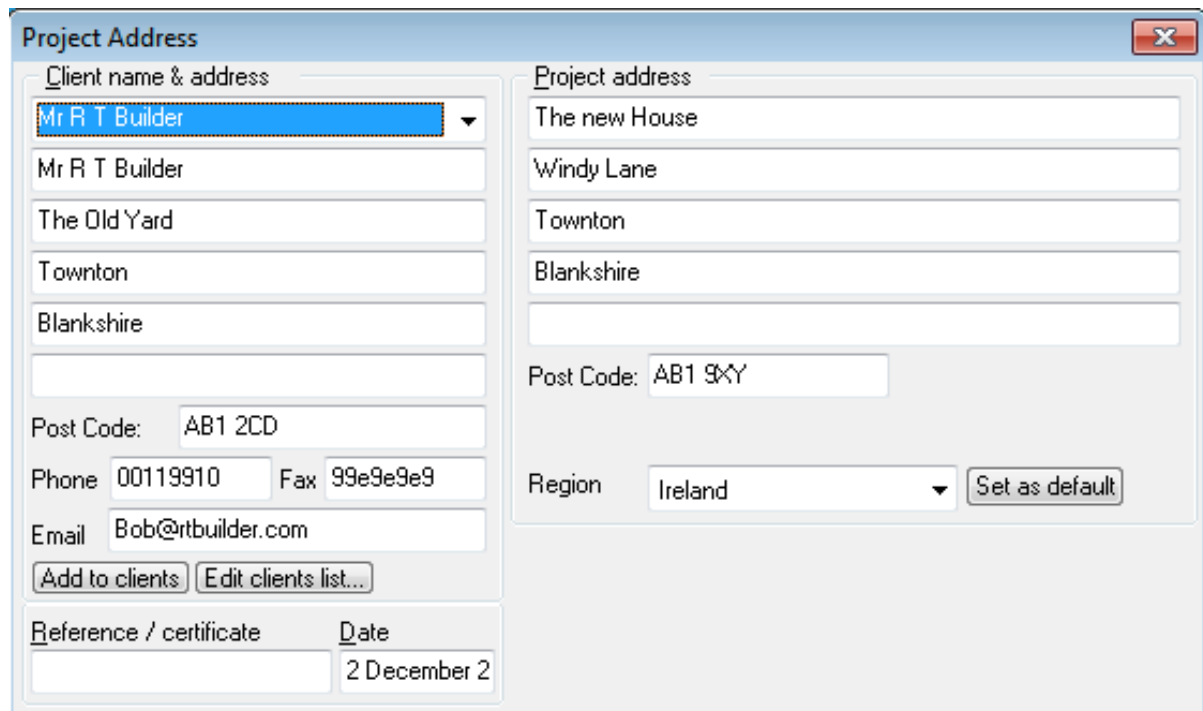 Project Address
Client name & address
Mr R T Builder
Mr R T Builder
The Old Yard
Townton
Blankshire
Post Code: AB1 2CD
Phone 00119910 Fax 99e9e9e9
Email Bob@rtbuilder.com
Add to clients Edit clients list...
Reference / certificate Date
2 December 2
Project address
The new House
Windy Lane
Townton
Blankshire
Post Code: AB1 9XY
Region Ireland Set as default